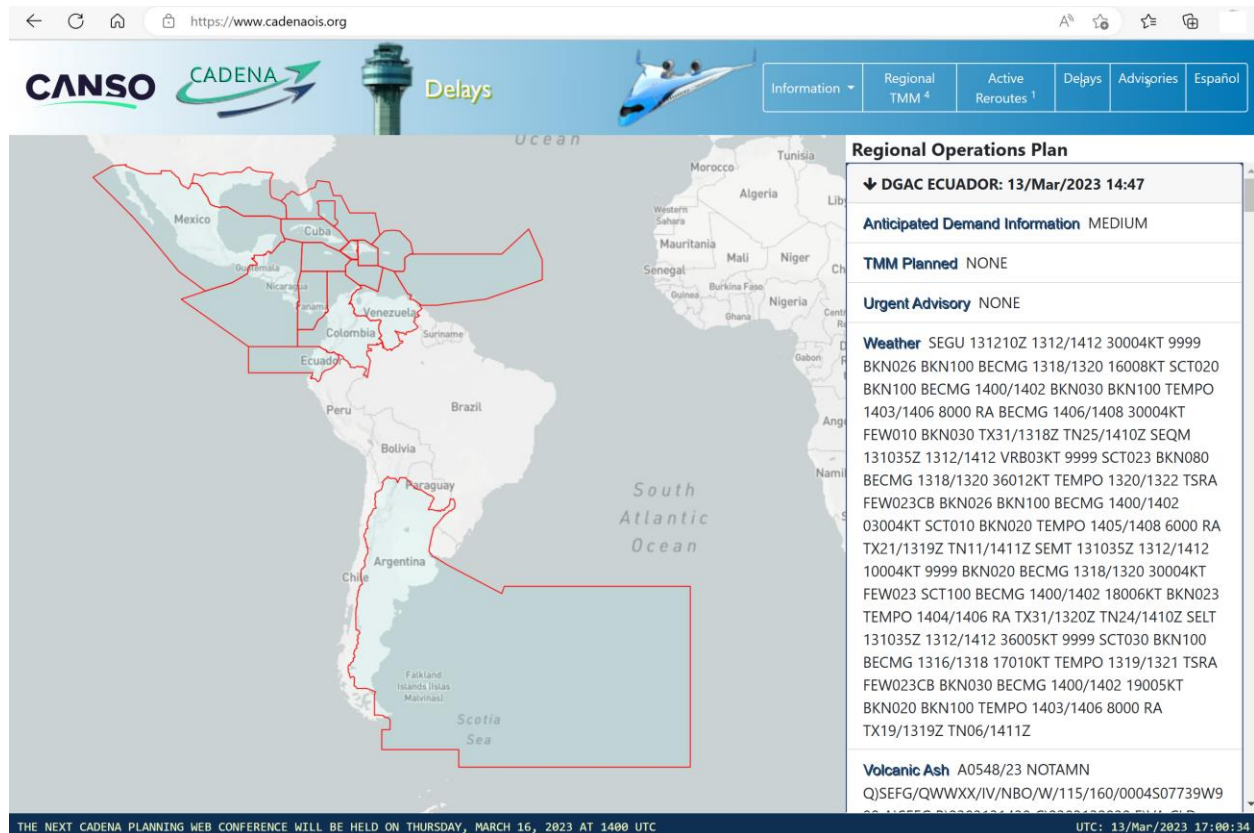 https://www.cadenaois.org
CANSO
CADENA
Delays
Information
Regional TMM 4
Active Reroutes 1
Delays
Advisories
Español
Ocean
Mexico
Cuba
Guatemala
Nicaragua
Panama
Venezuela
Colombia
Suriname
Ecuador
Peru
Brazil
Bolivia
Paraguay
Chile
Argentina
Falkland
Islands (Islas
Malvinas)
Scotia
Sea
South
Atlantic
Ocean
Morocco
Tunisia
Algeria
Western
Sahara
Mauritania
Mali
Niger
Senegal
Burkina Faso
Guinea
Ghana
Nigeria
Gabon
Regional Operations Plan
DGAC ECUADOR: 13/Mar/2023 14:47
Anticipated Demand Information MEDIUM
TMM Planned NONE
Urgent Advisory NONE
Weather SEGU 131210Z 1312/1412 30004KT 9999
BKN026 BKN100 BECMG 1318/1320 16008KT SCT020
BKN100 BECMG 1400/1402 BKN030 BKN100 TEMPO
1403/1406 8000 RA BECMG 1406/1408 30004KT
FEW010 BKN030 TX31/1318Z TN25/1410Z SEQM
131035Z 1312/1412 VRB03KT 9999 SCT023 BKN080
BECMG 1318/1320 36012KT TEMPO 1320/1322 TSRA
FEW023CB BKN026 BKN100 BECMG 1400/1402
03004KT SCT010 BKN020 TEMPO 1405/1408 6000 RA
TX21/1319Z TN11/1411Z SEMT 131035Z 1312/1412
10004KT 9999 BKN020 BECMG 1318/1320 30004KT
FEW023 SCT100 BECMG 1400/1402 18006KT BKN023
TEMPO 1404/1406 RA TX31/1320Z TN24/1410Z SELT
131035Z 1312/1412 36005KT 9999 SCT030 BKN100
BECMG 1316/1318 17010KT TEMPO 1319/1321 TSRA
FEW023CB BKN030 BECMG 1400/1402 19005KT
BKN020 BKN100 TEMPO 1403/1406 8000 RA
TX19/1319Z TN06/1411Z
Volcanic Ash A0548/23 NOTAMN
Q)SEFG/QWWXX/IV/NBO/W/115/160/0004S07739W9
THE NEXT CADENA PLANNING WEB CONFERENCE WILL BE HELD ON THURSDAY, MARCH 16, 2023 AT 1400 UTC
UTC: 13/Mar/2023 17:00:34